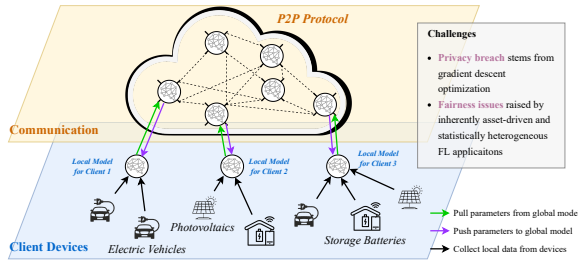 P2P Protocol
Challenges
• Privacy breach stems from
gradient descent
optimization
• Fairness issues raised by
inherently asset-driven and
statistically heterogeneous
FL applicaitons
Communication
Local Model
for Client 1
Local Model
for Client 2
Local Model
for Client 3
Photovoltaics
Client Devices
Electric Vehicles
Storage Batteries
Pull parameters from global mode
Push parameters to global model
Collect local data from devices